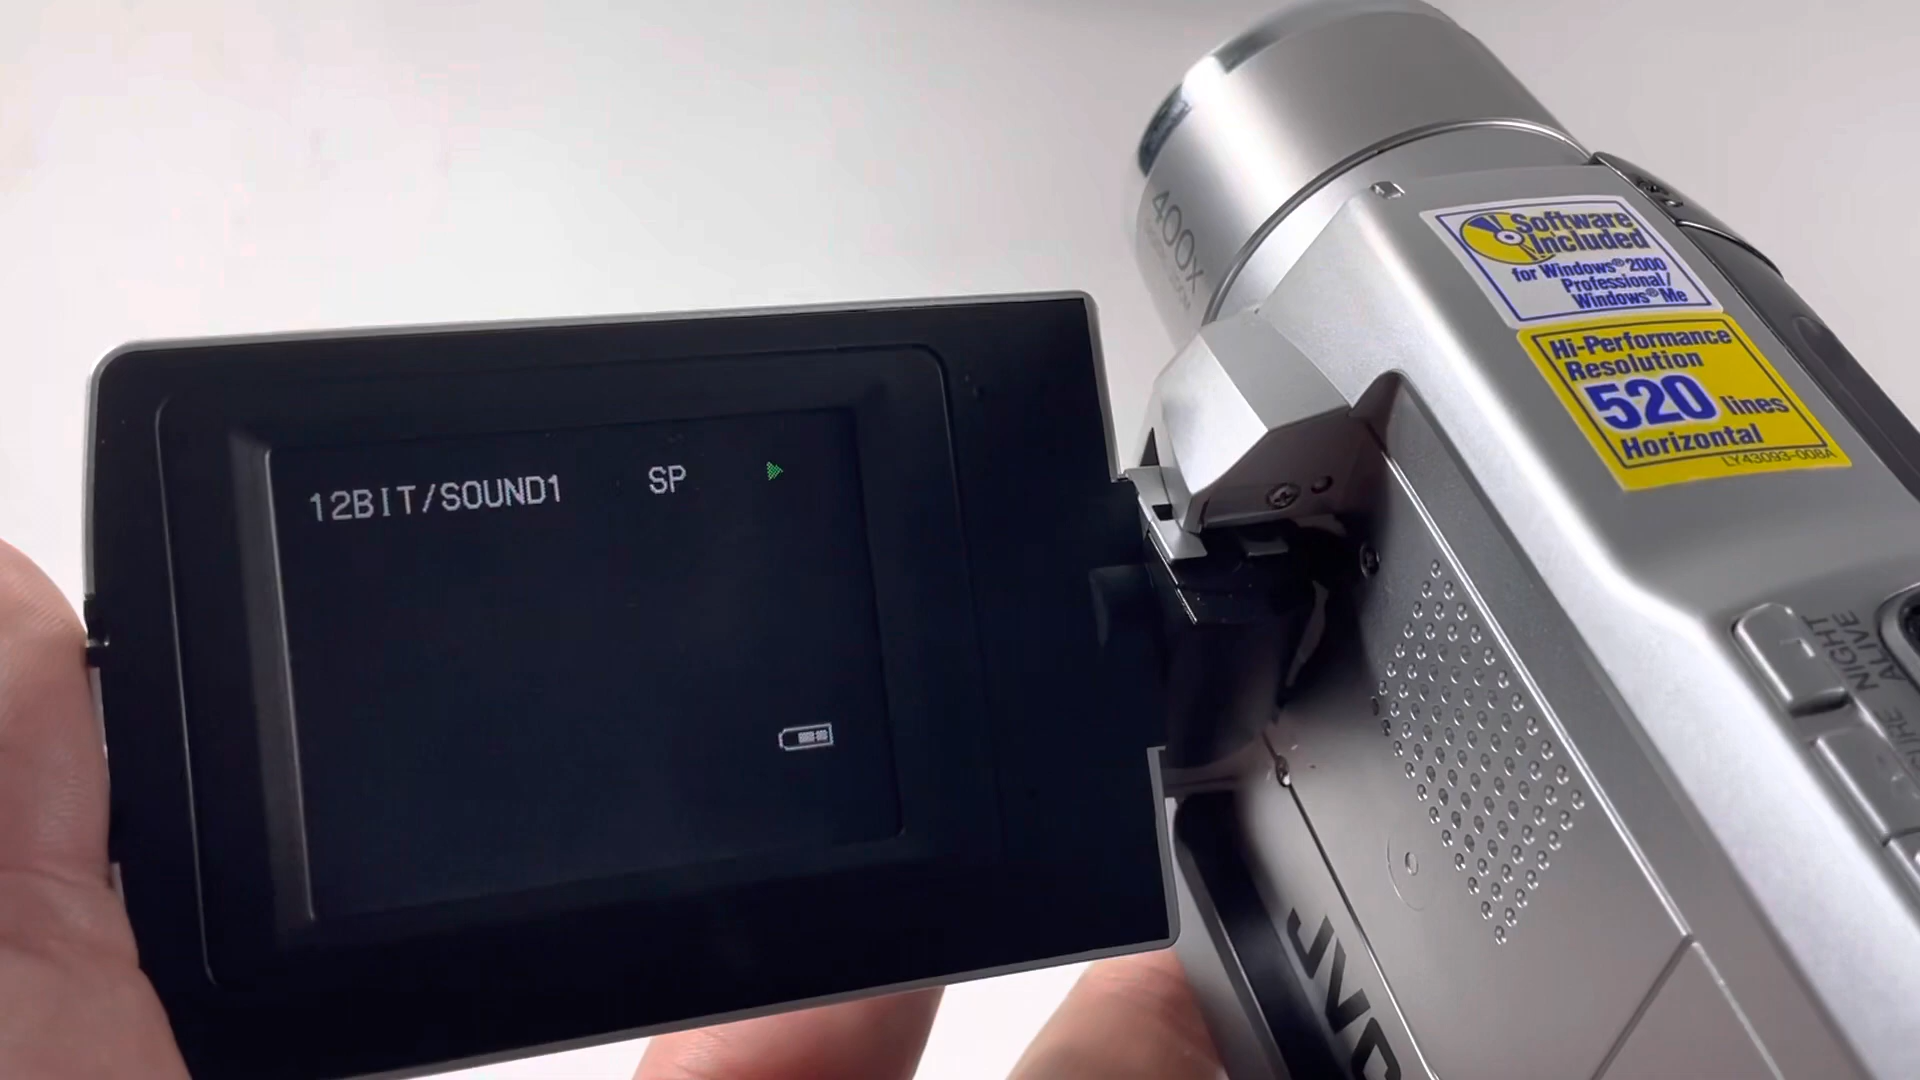 12BIT/SOUND1 SP
400X
Software
Included
for Windows® 2000
Professional/
Windows® Me
Hi-Performance
Resolution
520 lines
Horizontal
LY43093-008A
NIGHT
ALIVE
JVC